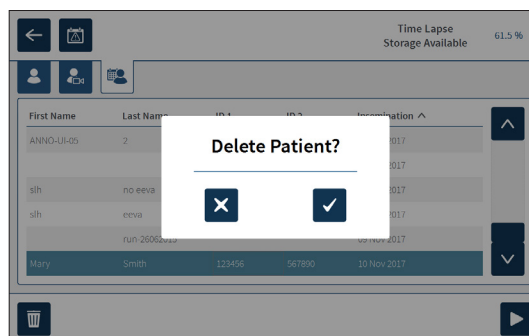 Time Lapse
Storage Available 61.5 %
First Name Last Name ID 1 ID 2 Insemination
ANNO-UI-05 2 2017
2017
slh no eeva 2017
slh eeva 2017
run 26062015 09 Nov 2017
Mary Smith 123456 567890 10 Nov 2017
Delete Patient?